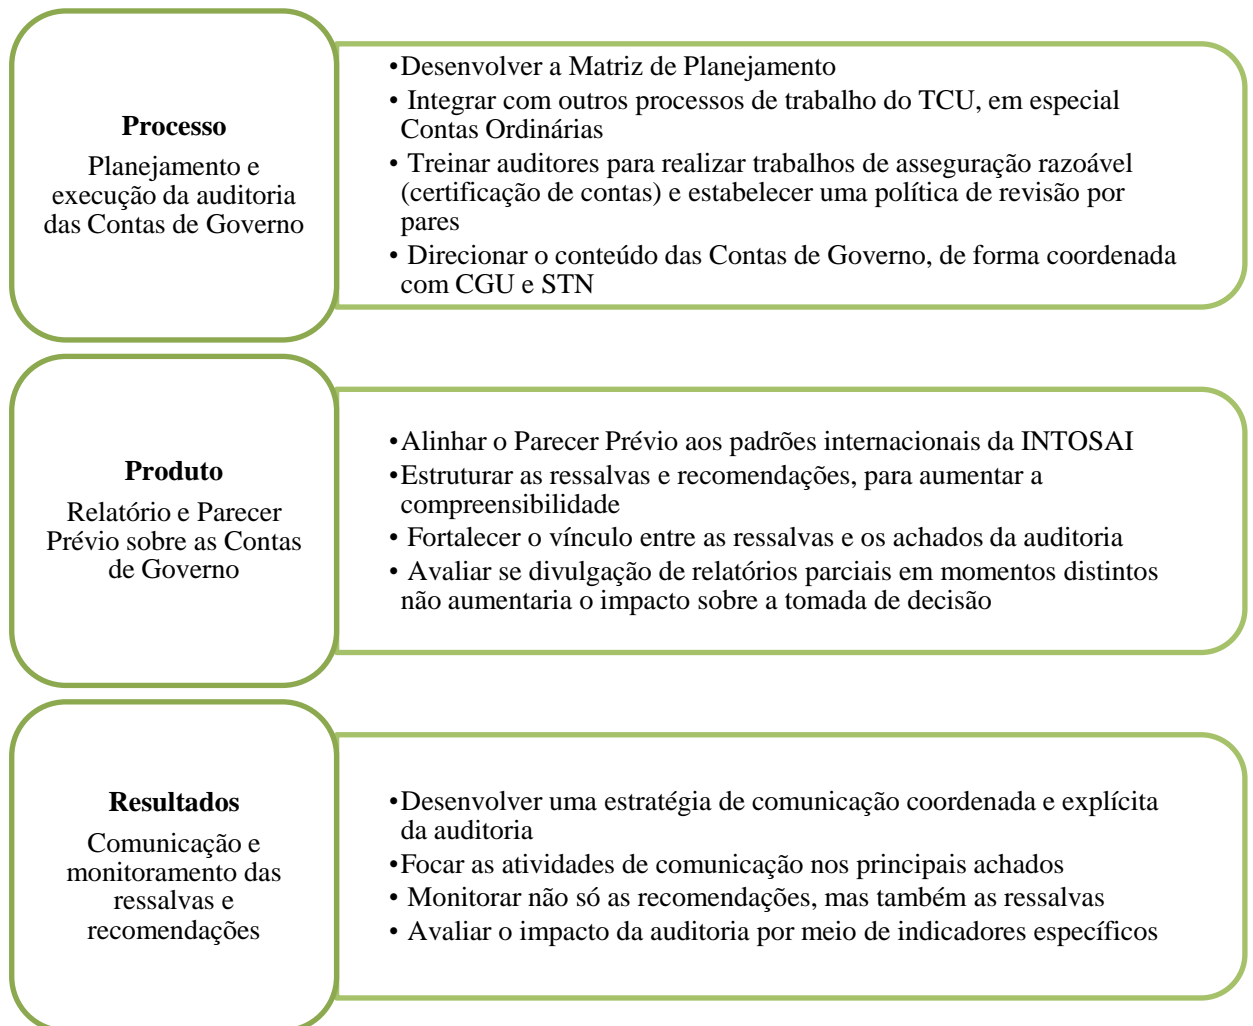 Processo
Planejamento e
execução da auditoria
das Contas de Governo
•Desenvolver a Matriz de Planejamento
• Integrar com outros processos de trabalho do TCU, em especial
Contas Ordinárias
• Treinar auditores para realizar trabalhos de asseguração razoável
(certificação de contas) e estabelecer uma política de revisão por
pares
• Direcionar o conteúdo das Contas de Governo, de forma coordenada
com CGU e STN
Produto
Relatório e Parecer
Prévio sobre as Contas
de Governo
•Alinhar o Parecer Prévio aos padrões internacionais da INTOSAI
•Estruturar as ressalvas e recomendações, para aumentar a
compreensibilidade
• Fortalecer o vínculo entre as ressalvas e os achados da auditoria
• Avaliar se divulgação de relatórios parciais em momentos distintos
não aumentaria o impacto sobre a tomada de decisão
Resultados
Comunicação e
monitoramento das
ressalvas e
recomendações
•Desenvolver uma estratégia de comunicação coordenada e explícita
da auditoria
•Focar as atividades de comunicação nos principais achados
• Monitorar não só as recomendações, mas também as ressalvas
• Avaliar o impacto da auditoria por meio de indicadores específicos